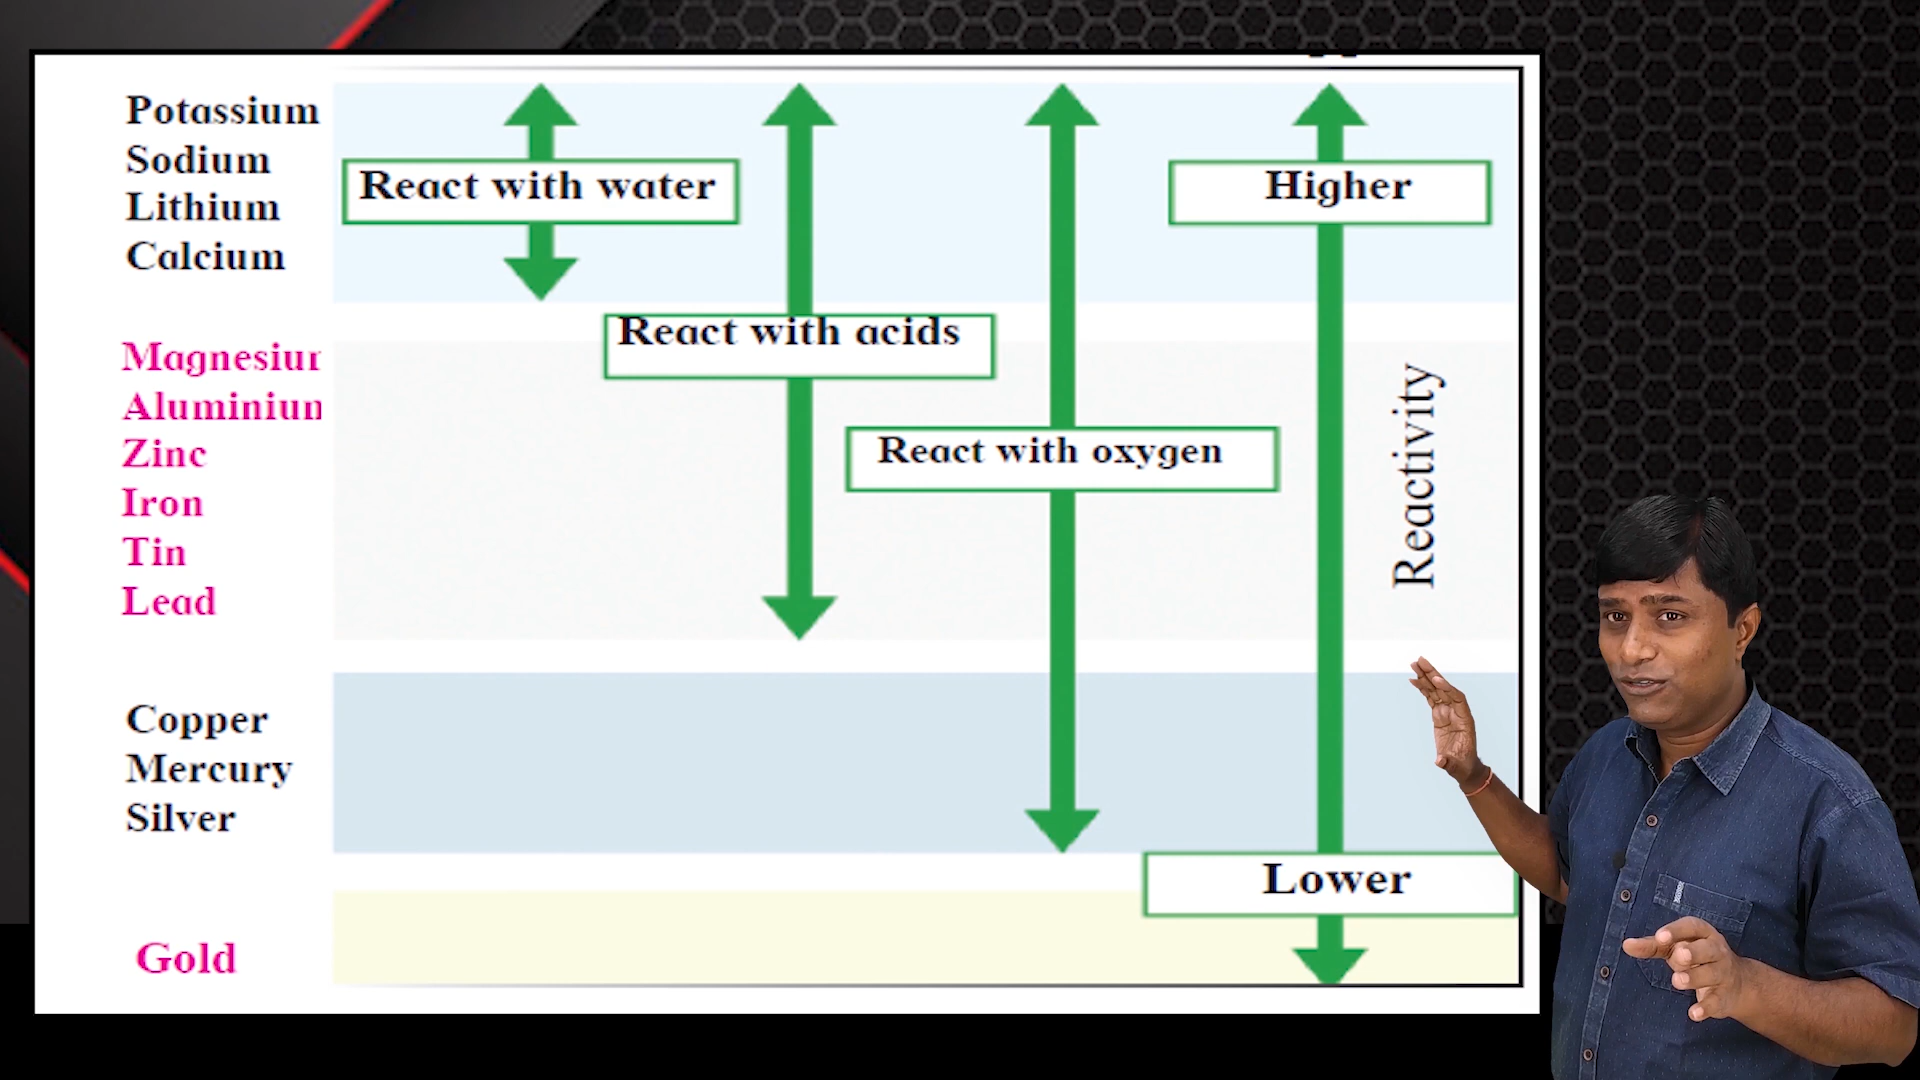 Potassium
Sodium
Lithium
Calcium
React with water
Higher
React with acids
Magnesiur
Aluminiun
Zinc
Iron
Tin
Lead
React with oxygen
Reactivity
Copper
Mercury
Silver
Lower
Gold